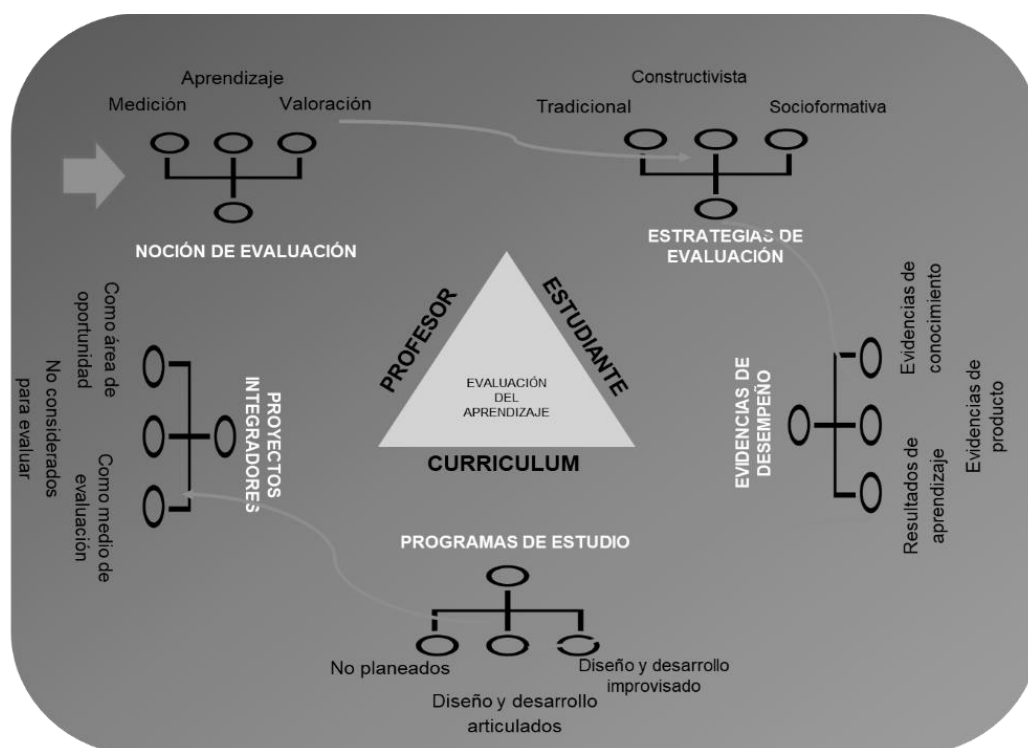 Aprendizaje
Medición
Valoración
NOCIÓN DE EVALUACIÓN
Constructivista
Tradicional
Socioformativa
ESTRATEGIAS DE
EVALUACIÓN
PROFESOR
ESTUDIANTE
EVALUACIÓN
DEL
APRENDIZAJE
CURRICULUM
Evidencias de
conocimiento
Evidencias de
producto
Resultados de
aprendizaje
EVIDENCIAS DE
DESEMPEÑO
PROGRAMAS DE ESTUDIO
No planeados
Diseño y desarrollo
articulados
Diseño y desarrollo
improvisado
PROYECTOS
INTEGRADORES
Como área de
oportunidad
No considerados
para evaluar
Como medio de
evaluación